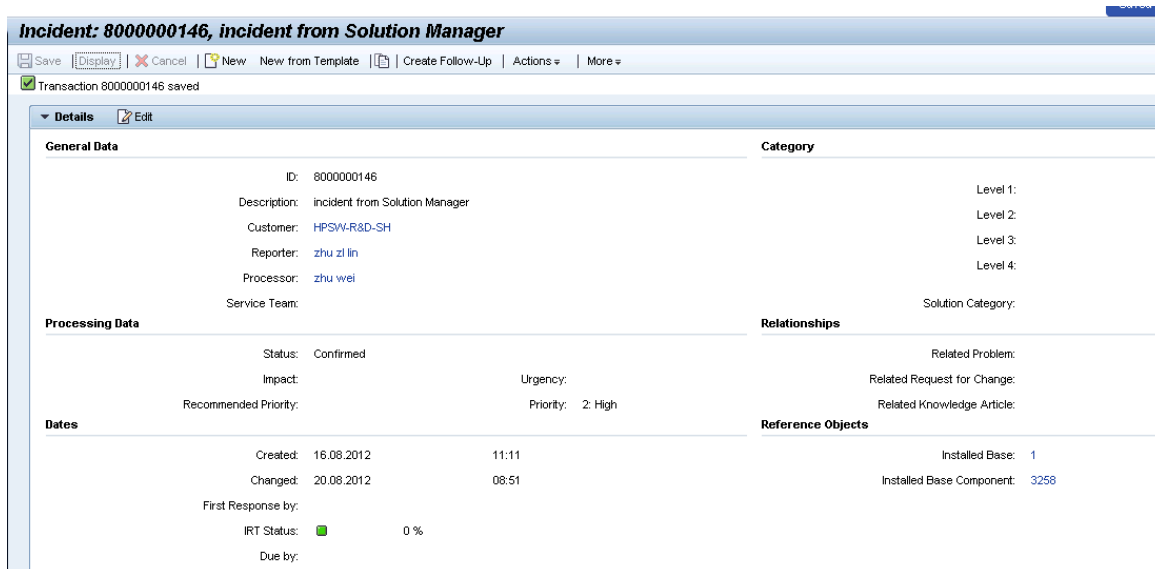 Saved
Incident: 8000000146, incident from Solution Manager
Save | Display | Cancel | New New from Template | | Create Follow-Up | Actions | More
Transaction 8000000146 saved
Details Edit
General Data
ID: 8000000146
Description: incident from Solution Manager
Customer: HPSW-R&D-SH
Reporter: zhu zl lin
Processor: zhu wei
Service Team:
Processing Data
Status: Confirmed
Impact: Urgency:
Recommended Priority: Priority: 2: High
Dates
Created: 16.08.2012 11:11
Changed: 20.08.2012 08:51
First Response by:
IRT Status: 0 %
Due by:
Category
Level 1:
Level 2:
Level 3:
Level 4:
Solution Category:
Relationships
Related Problem:
Related Request for Change:
Related Knowledge Article:
Reference Objects
Installed Base: 1
Installed Base Component: 3258